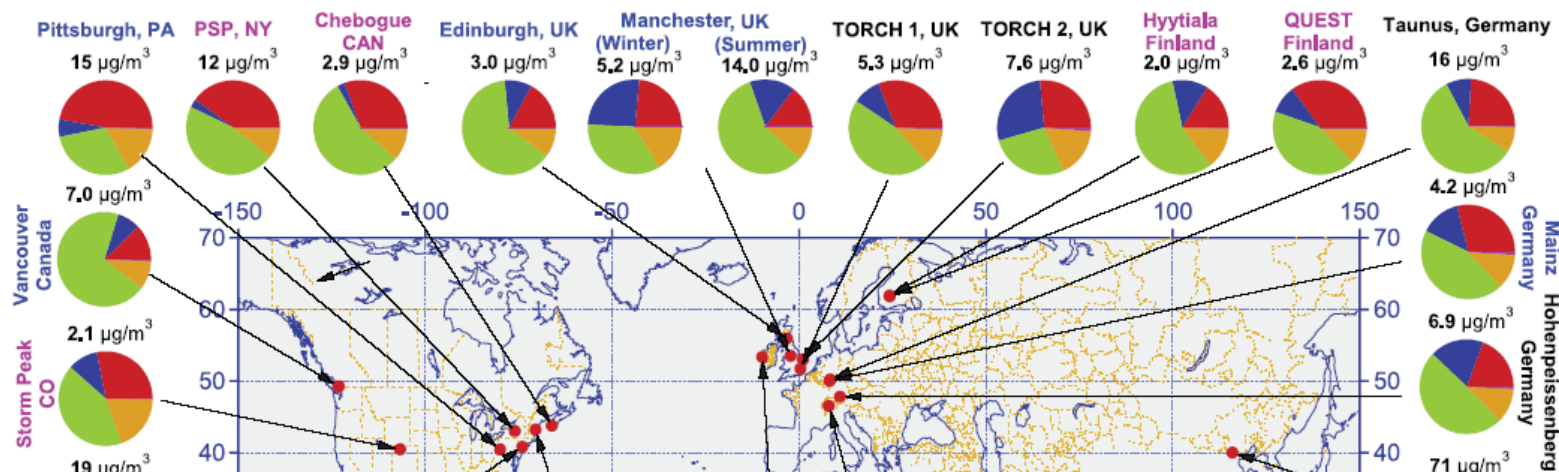 Pittsburgh, PA
15 µg/m³
PSP, NY
12 µg/m³
Chebogue
CAN
2.9 µg/m³
Edinburgh, UK
3.0 µg/m³
Manchester, UK
(Winter)
5.2 µg/m³
(Summer)
14.0 µg/m³
TORCH 1, UK
5.3 µg/m³
TORCH 2, UK
7.6 µg/m³
Hyytiala
Finland
2.0 µg/m³
QUEST
Finland
2.6 µg/m³
Taunus, Germany
16 µg/m³
7.0 µg/m³
Vancouver
Canada
4.2 µg/m³
Mainz
Germany
-150
-100
-50
0
50
100
150
70
70
60
60
2.1 µg/m³
Storm Peak
CO
6.9 µg/m³
Hohenpeissenberg
Germany
50
50
40
40
19 µg/m³
71 µg/m³